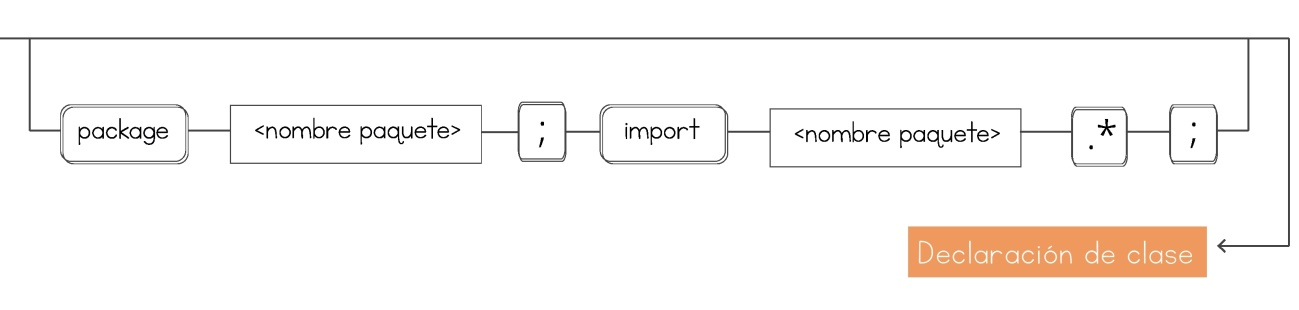 package <nombre paquete> ; import <nombre paquete> .* ;
Declaración de clase